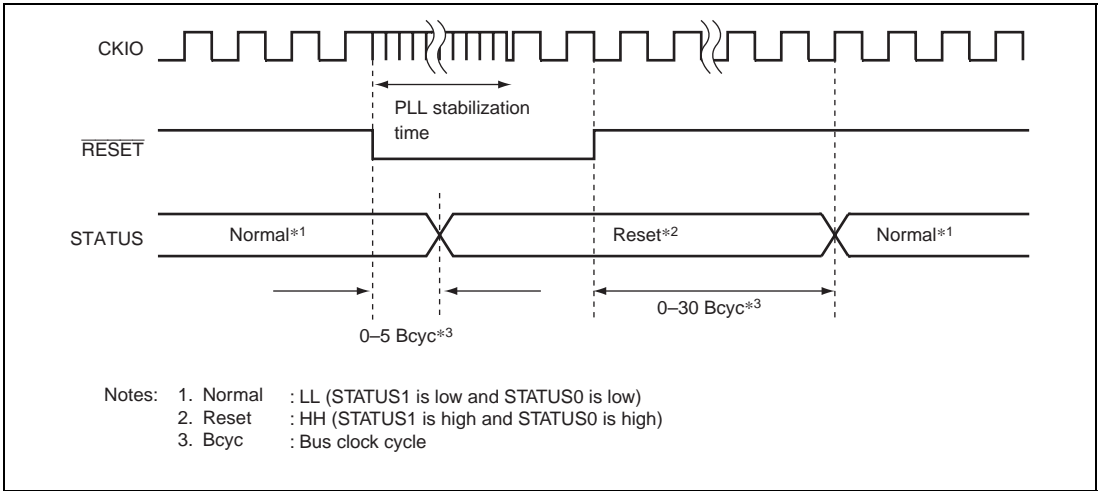 CKIO
PLL stabilization
time
RESET
STATUS
Normal*1
Reset*2
Normal*1
0–5 Bcyc*3
0–30 Bcyc*3
Notes: 1. Normal : LL (STATUS1 is low and STATUS0 is low)
2. Reset : HH (STATUS1 is high and STATUS0 is high)
3. Bcyc : Bus clock cycle